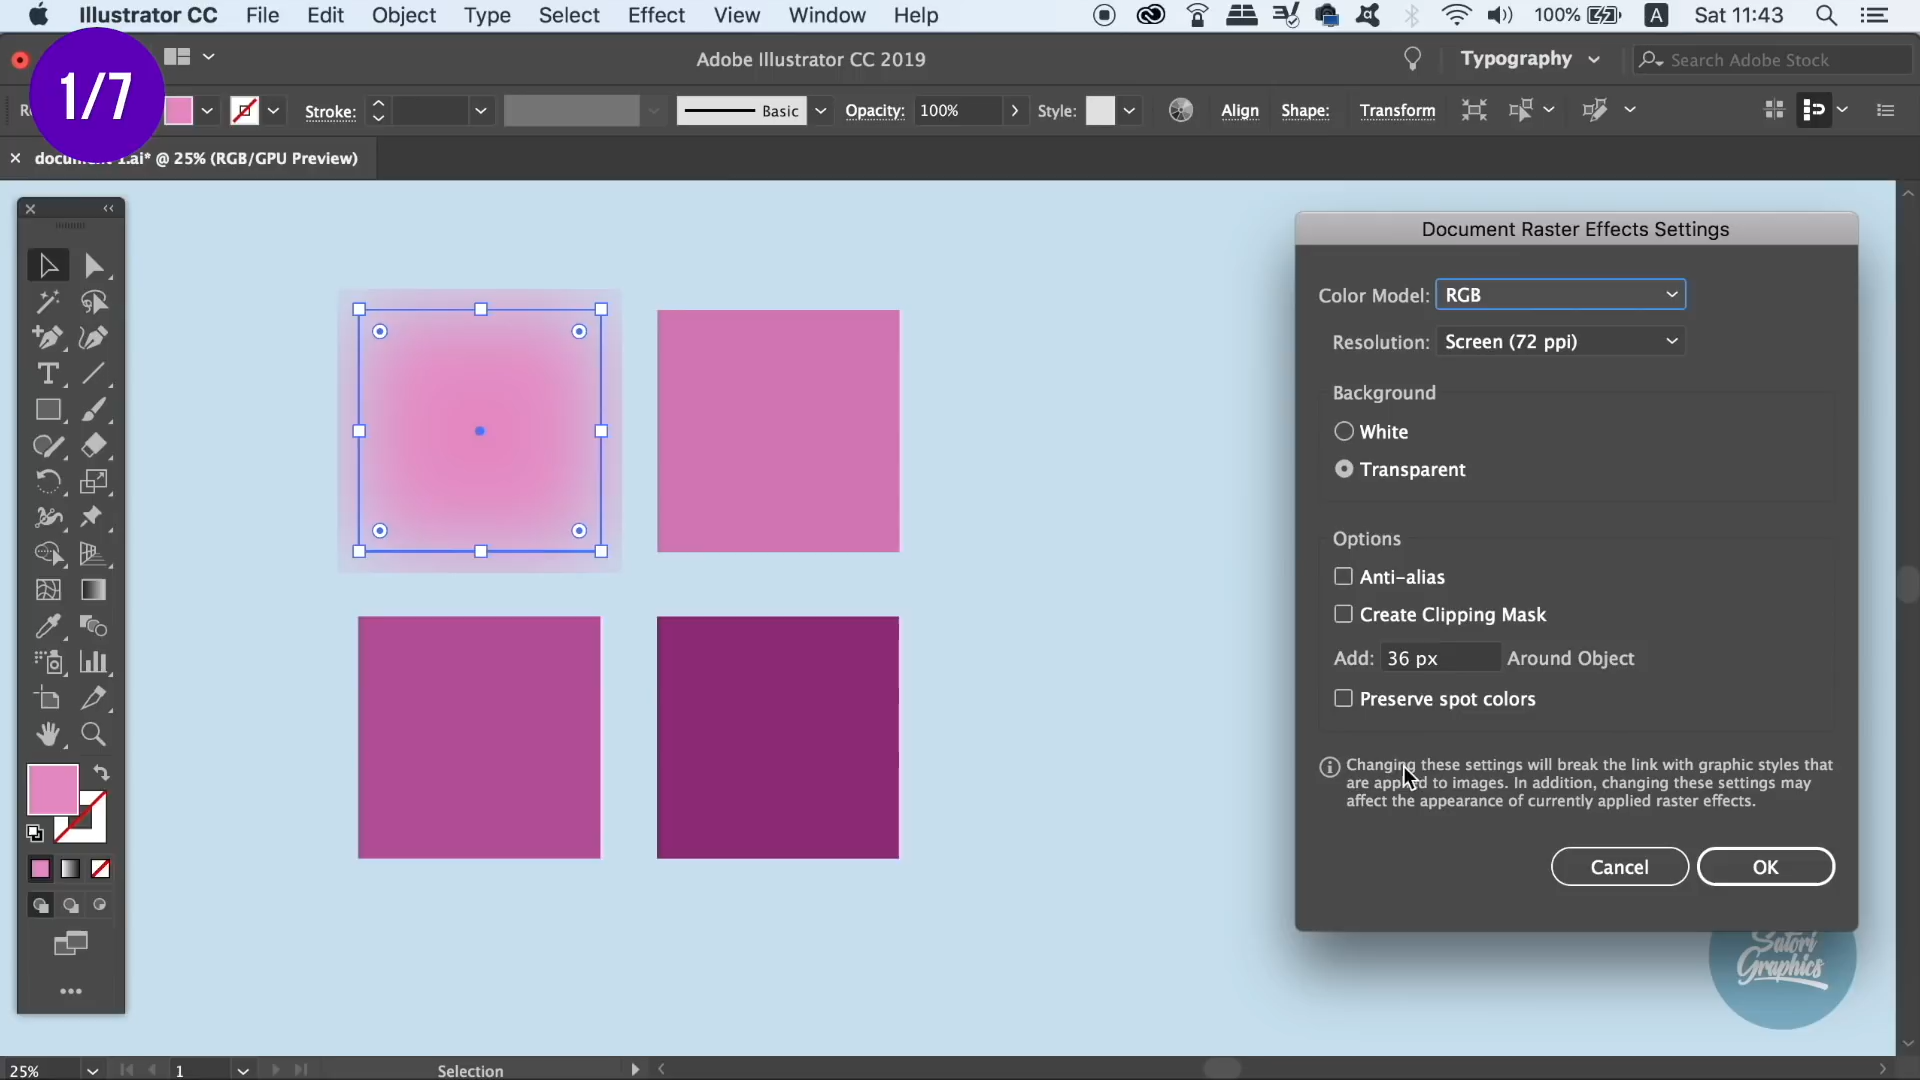 Illustrator CC File Edit Object Type Select Effect View Window Help 100% A Sat 11:43
Adobe Illustrator CC 2019 Typography Search Adobe Stock
1/7
Stroke: Basic Opacity: 100% Style: Align Shape: Transform
1.ai* @ 25% (RGB/GPU Preview)
Document Raster Effects Settings
Color Model: RGB
Resolution: Screen (72 ppi)
Background
White
Transparent
Options
Anti-alias
Create Clipping Mask
Add: 36 px Around Object
Preserve spot colors
Changing these settings will break the link with graphic styles that
are applied to images. In addition, changing these settings may
affect the appearance of currently applied raster effects.
Cancel OK
Satori
Graphics
25% 1 Selection